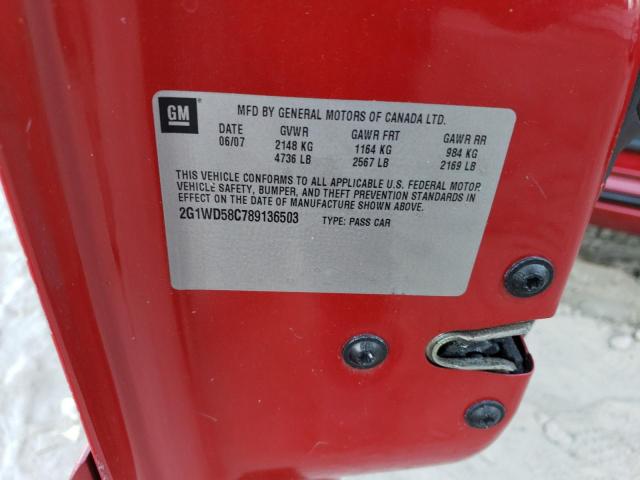 GM
MFD BY GENERAL MOTORS OF CANADA LTD.
DATE GVWR GAWR FRT GAWR RR
06/07 2148 KG 1164 KG 984 KG
4736 LB 2567 LB 2169 LB
THIS VEHICLE CONFORMS TO ALL APPLICABLE U.S. FEDERAL MOTOR
VEHICLE SAFETY, BUMPER, AND THEFT PREVENTION STANDARDS IN
EFFECT ON THE DATE OF MANUFACTURE SHOWN ABOVE.
2G1WD58C789136503 TYPE: PASS CAR